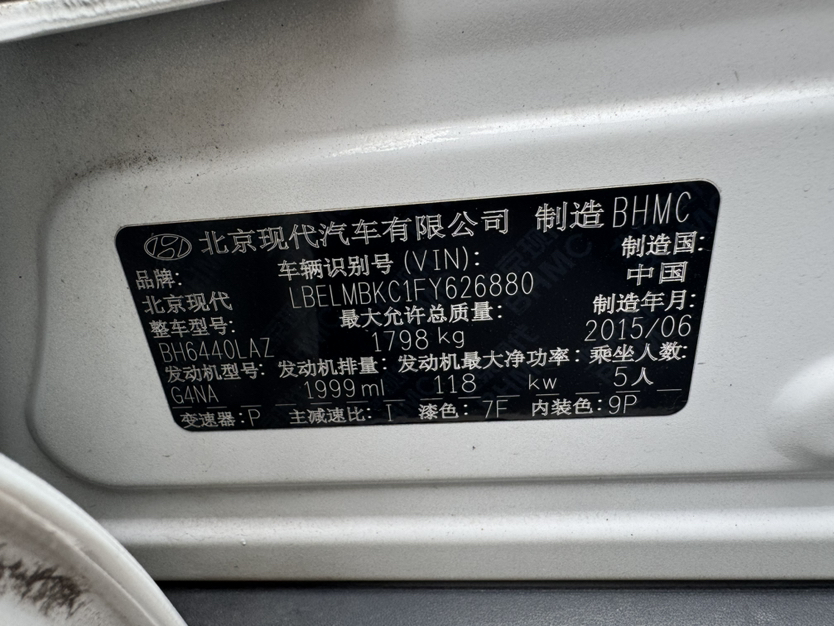 北京现代汽车有限公司 制造 BHMC
品牌: 车辆识别号 (VIN): 制造国:
北京现代 LBELMBKC1FY626880 中国
整车型号: 最大允许总质量: 制造年月:
BH6440LAZ 1798 kg 2015/06
发动机型号: 发动机排量: 发动机最大净功率: 乘坐人数:
G4NA 1999 ml 118 kw 5人
变速器:P 主减速比:I 漆色:7F 内装色:9P